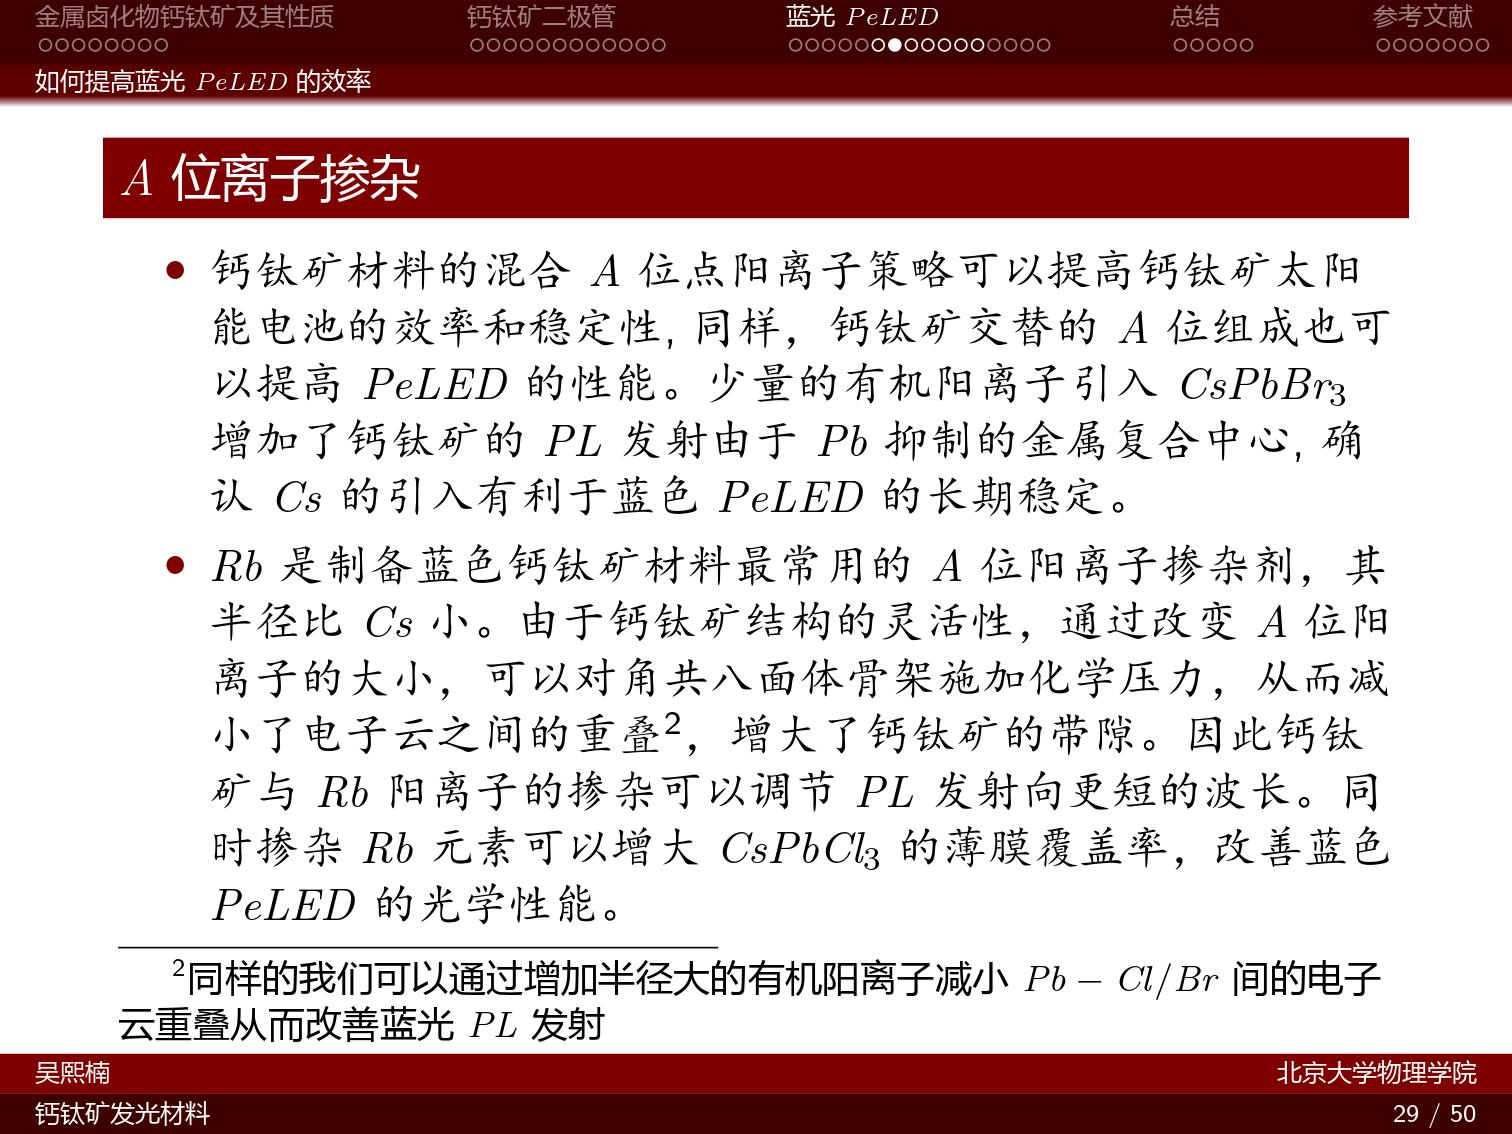 金属卤化物钙钛矿及其性质 钙钛矿二极管 蓝光 PeLED 总结 参考文献
如何提高蓝光 PeLED 的效率
A 位离子掺杂
• 钙钛矿材料的混合 A 位点阳离子策略可以提高钙钛矿太阳
能电池的效率和稳定性, 同样，钙钛矿交替的 A 位组成也可
以提高 PeLED 的性能。少量的有机阳离子引入 CsPbBr₃
增加了钙钛矿的 PL 发射由于 Pb 抑制的金属复合中心, 确
认 Cs 的引入有利于蓝色 PeLED 的长期稳定。
• Rb 是制备蓝色钙钛矿材料最常用的 A 位阳离子掺杂剂，其
半径比 Cs 小。由于钙钛矿结构的灵活性，通过改变 A 位阳
离子的大小，可以对角共八面体骨架施加化学压力，从而减
小了电子云之间的重叠²，增大了钙钛矿的带隙。因此钙钛
矿与 Rb 阳离子的掺杂可以调节 PL 发射向更短的波长。同
时掺杂 Rb 元素可以增大 CsPbCl₃ 的薄膜覆盖率，改善蓝色
PeLED 的光学性能。
²同样的我们可以通过增加半径大的有机阳离子减小 Pb − Cl/Br 间的电子
云重叠从而改善蓝光 PL 发射
吴熙楠 北京大学物理学院
钙钛矿发光材料 29 / 50